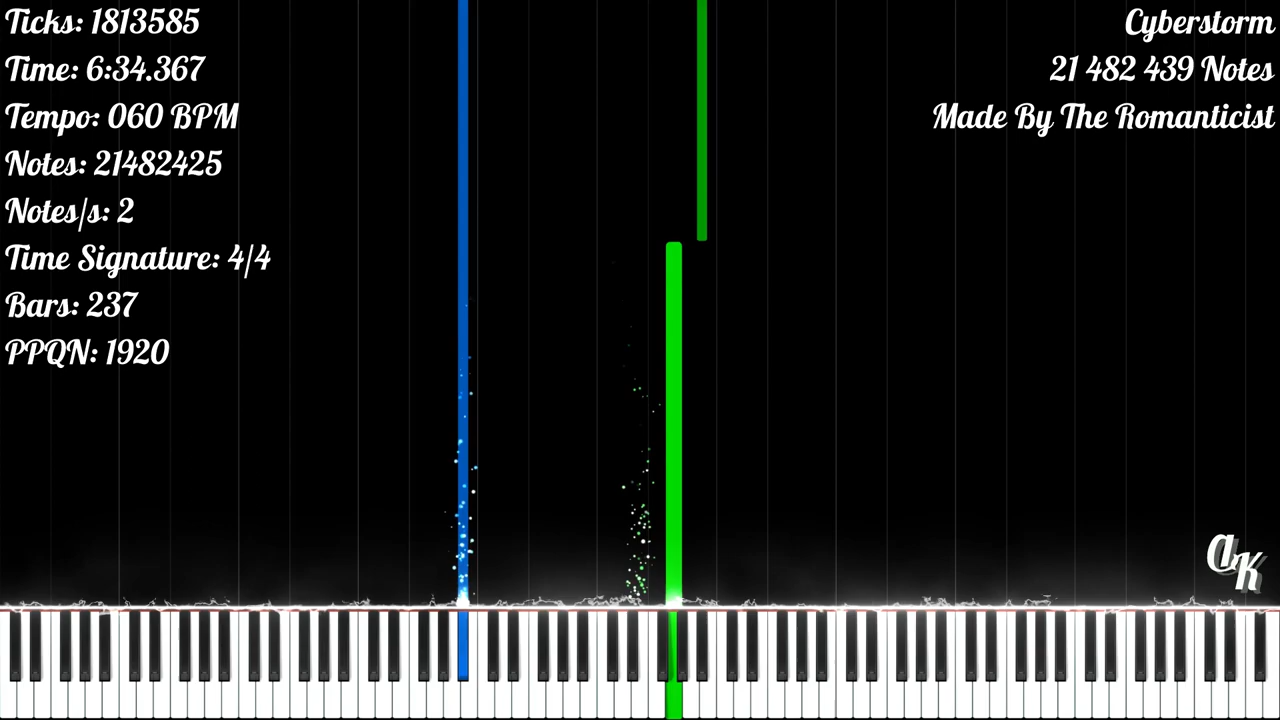 Ticks: 1813585
Time: 6:34.367
Tempo: 060 BPM
Notes: 21482425
Notes/s: 2
Time Signature: 4/4
Bars: 237
PPQN: 1920
Cyberstorm
21 482 439 Notes
Made By The Romanticist
aK